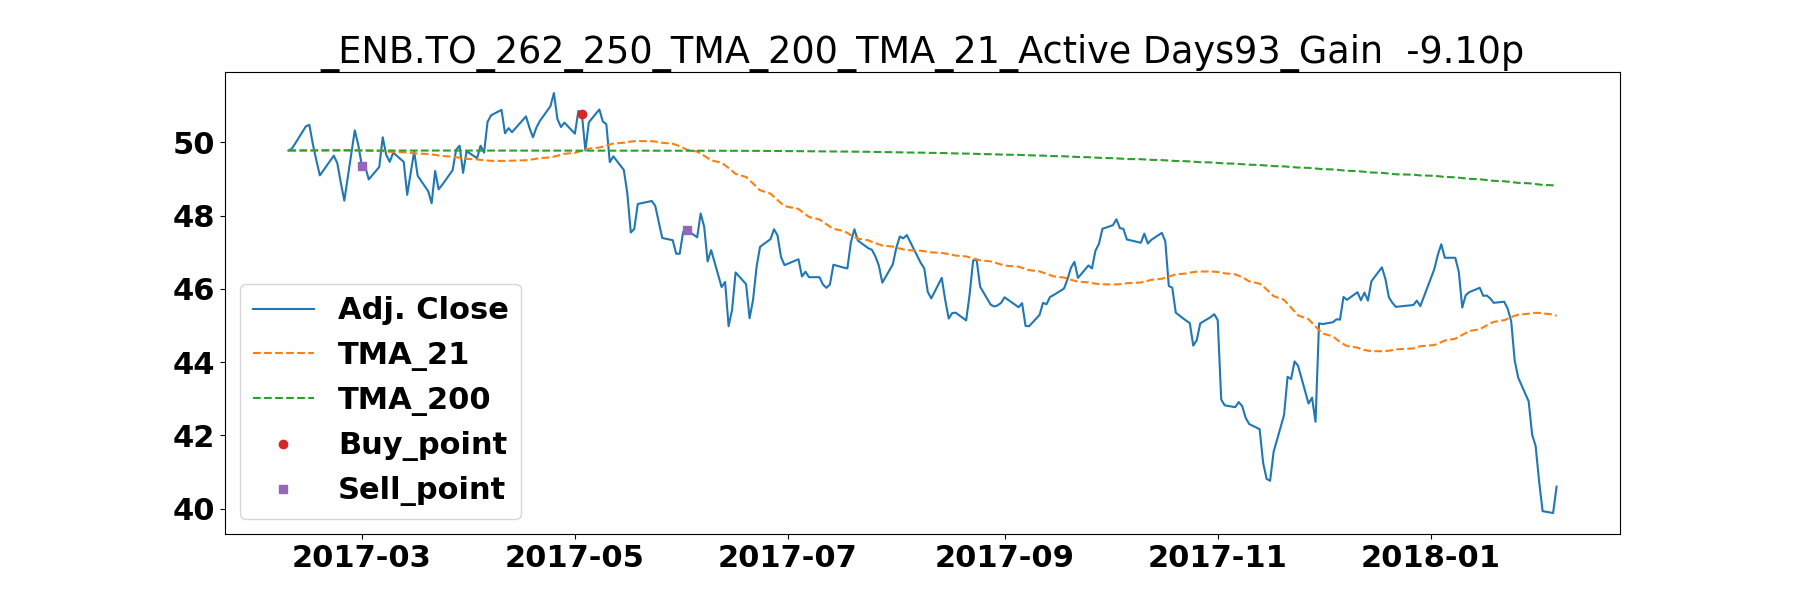 _ENB.TO_262_250_TMA_200_TMA_21_Active Days93_Gain  -9.10p
50
48
46
44
42
40
Adj. Close
TMA_21
TMA_200
Buy_point
Sell_point
2017-03 2017-05 2017-07 2017-09 2017-11 2018-01